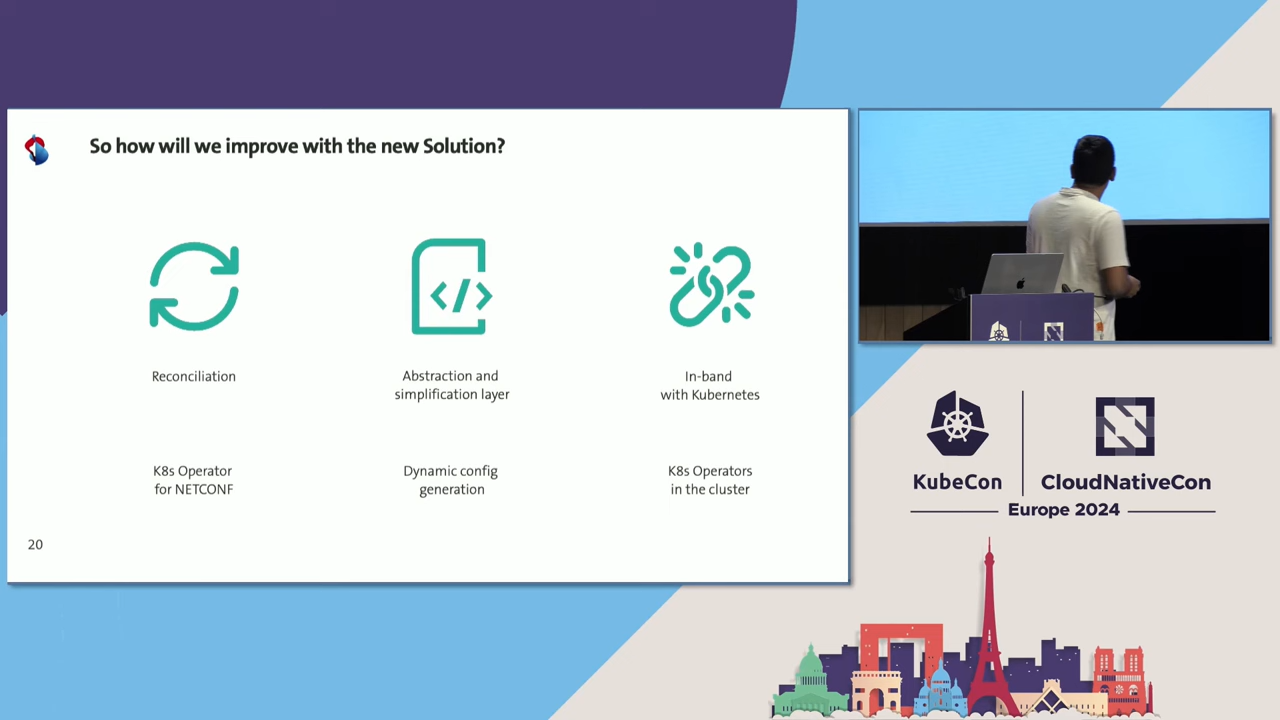 So how will we improve with the new Solution?
Reconciliation
Abstraction and
simplification layer
In-band
with Kubernetes
K8s Operator
for NETCONF
Dynamic config
generation
K8s Operators
in the cluster
20
KubeCon
CloudNativeCon
Europe 2024